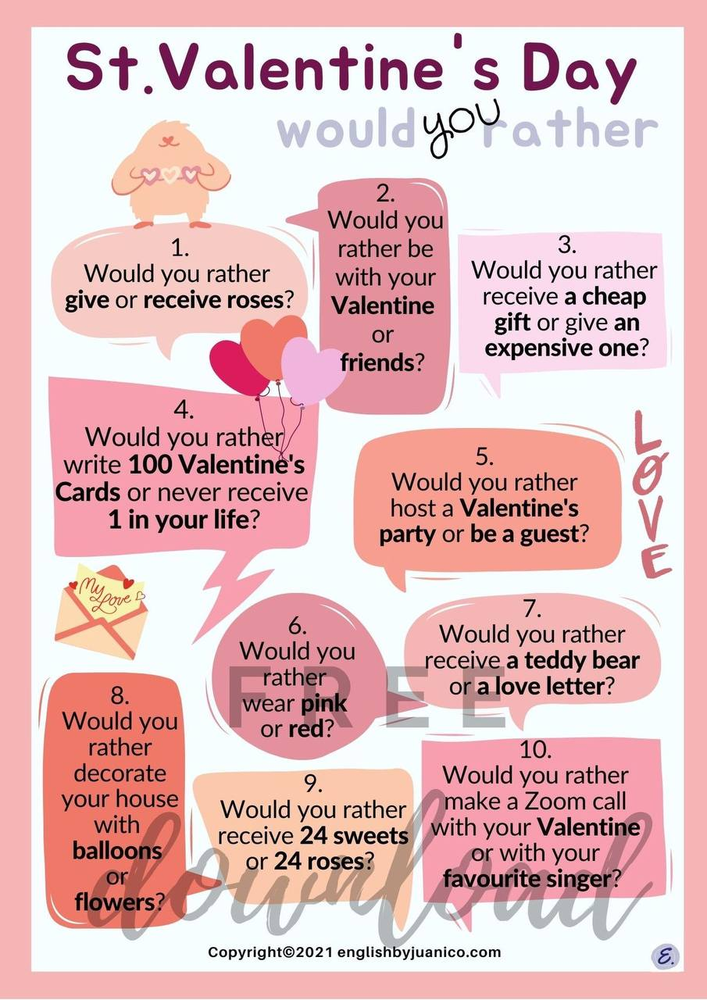 St.Valentine's Day
would you rather
1.
Would you rather
give or receive roses?
2.
Would you
rather be
with your
Valentine
or
friends?
3.
Would you rather
receive a cheap
gift or give an
expensive one?
4.
Would you rather
write 100 Valentine's
Cards or never receive
1 in your life?
5.
Would you rather
host a Valentine's
party or be a guest?
LOVE
My
Love
6.
Would you
rather
wear pink
or red?
7.
Would you rather
receive a teddy bear
or a love letter?
FREE
8.
Would you
rather
decorate
your house
with
balloons
or
flowers?
9.
Would you rather
receive 24 sweets
or 24 roses?
10.
Would you rather
make a Zoom call
with your Valentine
or with your
favourite singer?
download
Copyright©2021 englishbyjuanico.com
E.